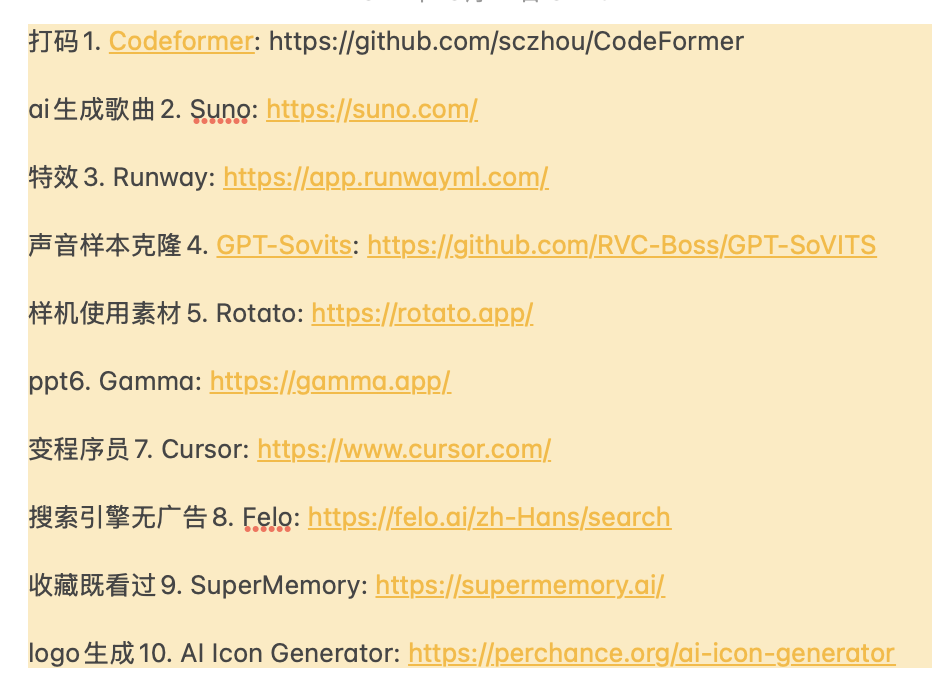 打码1. Codeformer: https://github.com/sczhou/CodeFormer
ai生成歌曲2. Suno: https://suno.com/
特效3. Runway: https://app.runwayml.com/
声音样本克隆4. GPT-Sovits: https://github.com/RVC-Boss/GPT-SoVITS
样机使用素材5. Rotato: https://rotato.app/
ppt6. Gamma: https://gamma.app/
变程序员7. Cursor: https://www.cursor.com/
搜索引擎无广告8. Felo: https://felo.ai/zh-Hans/search
收藏既看过9. SuperMemory: https://supermemory.ai/
logo生成10. AI Icon Generator: https://perchance.org/ai-icon-generator